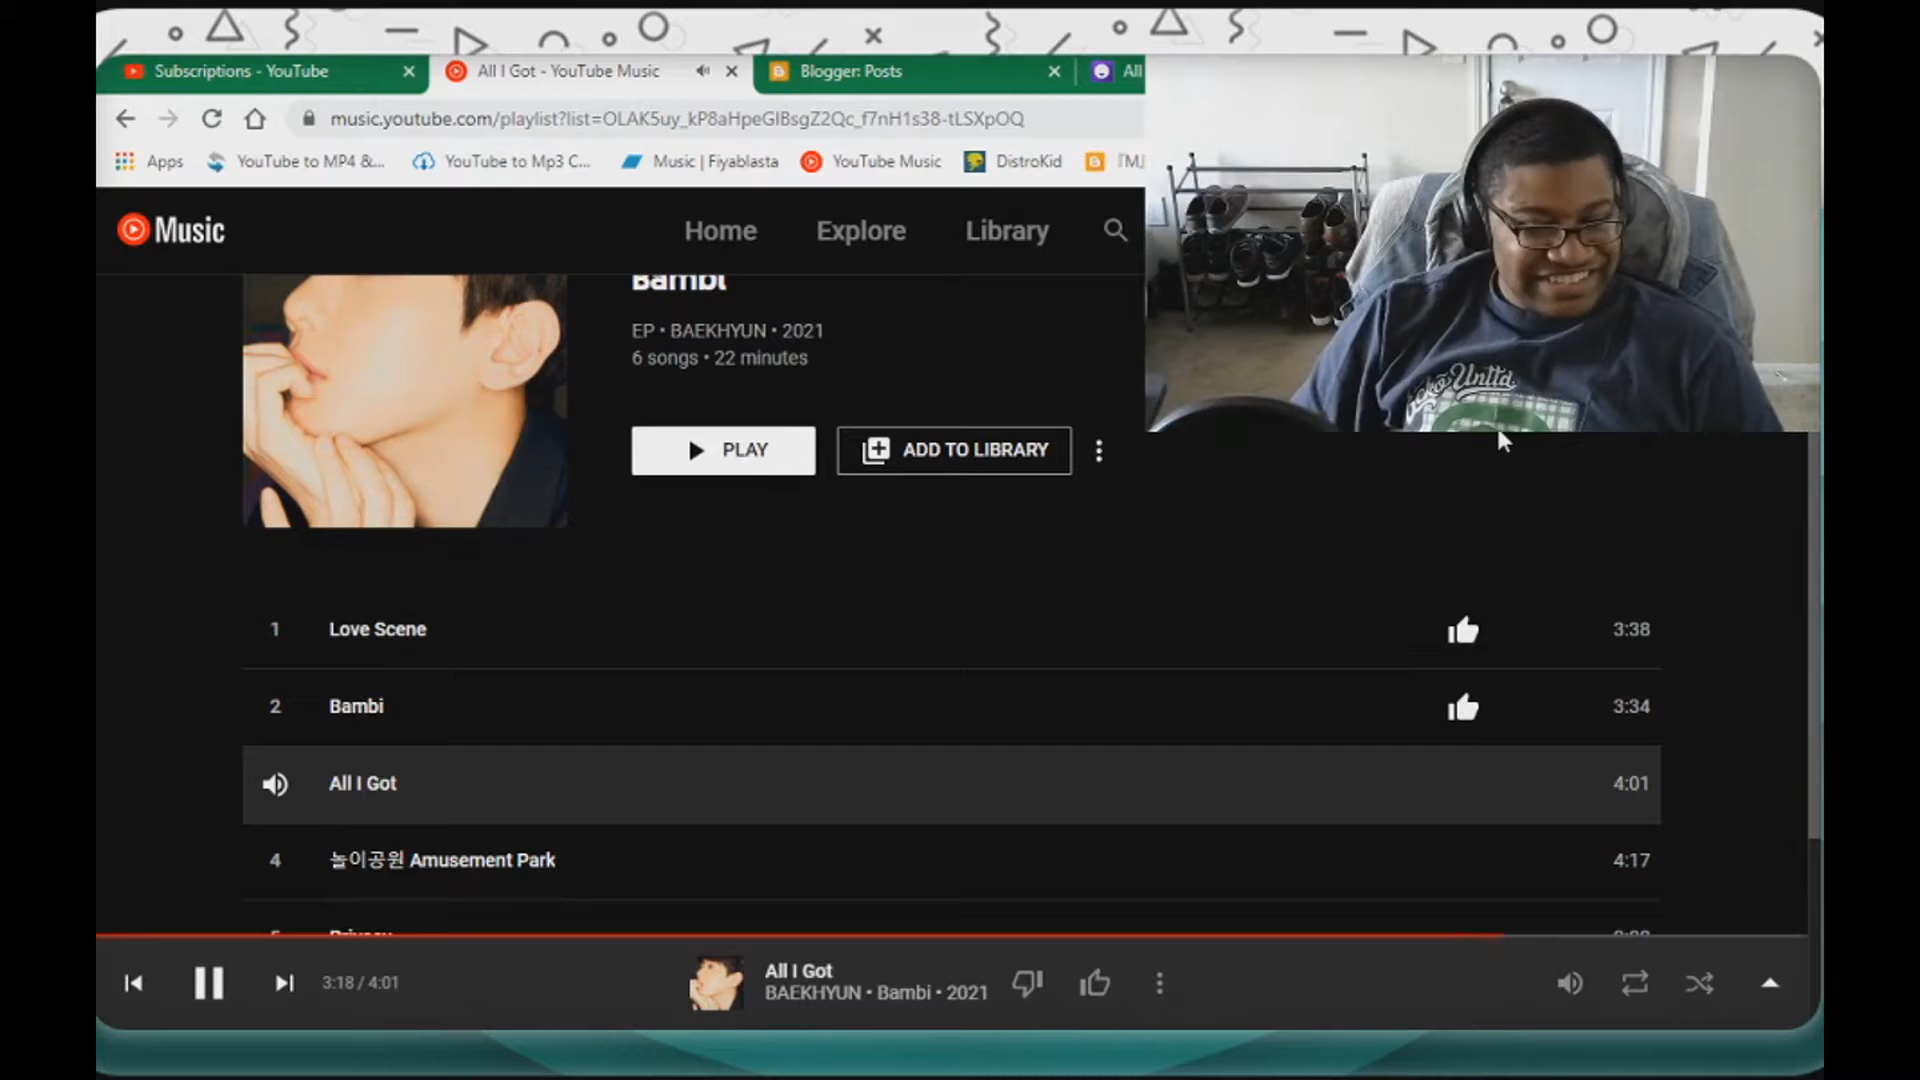 Subscriptions - YouTube
All I Got - YouTube Music
Blogger: Posts
All
music.youtube.com/playlist?list=OLAK5uy_kP8aHpeGlBsgZ2Qc_f7nH1s38-tLSXpOQ
Apps
YouTube to MP4 &...
YouTube to Mp3 C...
Music | Fiyablasta
YouTube Music
DistroKid
Music
Home
Explore
Library
Bambi
EP • BAEKHYUN • 2021
6 songs • 22 minutes
PLAY
ADD TO LIBRARY
Untltd
1 Love Scene 3:38
2 Bambi 3:34
All I Got 4:01
4 놀이공원 Amusement Park 4:17
Privacy
3:18 / 4:01
All I Got
BAEKHYUN • Bambi • 2021